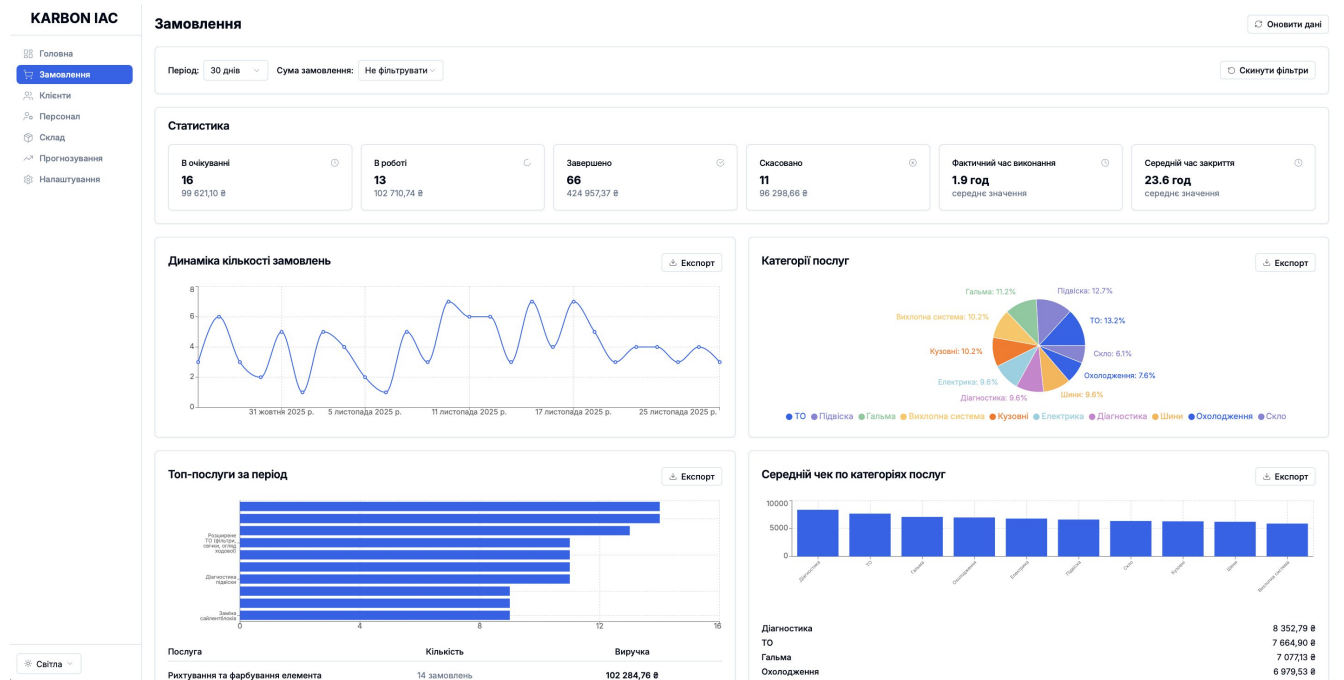 KARBON IAC
Головна
Замовлення
Клієнти
Персонал
Склад
Прогнозування
Налаштування
Світла
Замовлення
Оновити дані
Період: 30 днів Сума замовлення: Не фільтрувати
Скинути фільтри
Статистика
В очікуванні
16
99 621,10 ₴
В роботі
13
102 710,74 ₴
Завершено
66
424 957,37 ₴
Скасовано
11
96 298,66 ₴
Фактичний час виконання
1.9 год
середнє значення
Середній час закриття
23.6 год
середнє значення
Динаміка кількості замовлень
Експорт
8
6
4
2
0
31 жовтня 2025 р. 5 листопада 2025 р. 11 листопада 2025 р. 17 листопада 2025 р. 25 листопада 2025 р.
Категорії послуг
Експорт
Гальма: 11.2%
Підвіска: 12.7%
Вихлопна система: 10.2%
ТО: 13.2%
Кузовні: 10.2%
Скло: 6.1%
Електрика: 9.6%
Охолодження: 7.6%
Діагностика: 9.6%
Шини: 9.6%
ТО Підвіска Гальма Вихлопна система Кузовні Електрика Діагностика Шини Охолодження Скло
Топ-послуги за період
Експорт
Розширене
ТО (фільтри,
свічки, огляд
ходової)
Діагностика
підвіски
Заміна
сайлентблоків
0 4 8 12 16
Послуга Кількість Виручка
Рихтування та фарбування елемента 14 замовлень 102 284,76 ₴
Середній чек по категоріях послуг
Експорт
10000
5000
0
Діагностика ТО Гальма Охолодження Електрика Підвіска Скло Кузовні Шини Вихлопна система
Діагностика 8 352,79 ₴
ТО 7 664,90 ₴
Гальма 7 077,13 ₴
Охолодження 6 979,53 ₴